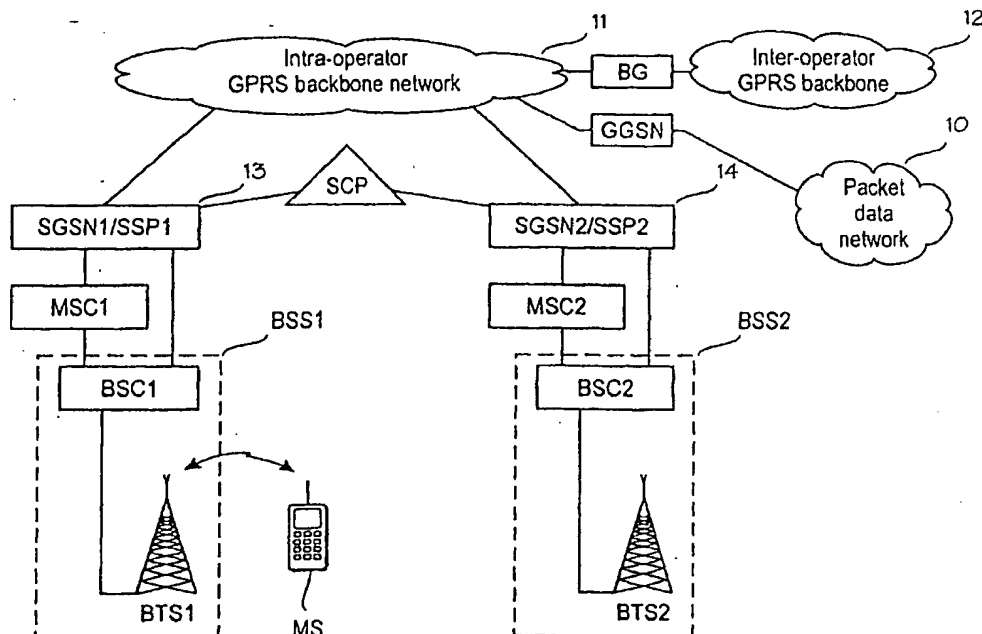 11
12
Intra-operator
GPRS backbone network
BG
Inter-operator
GPRS backbone
GGSN
10
13
SCP
14
Packet
data
network
SGSN1/SSP1
SGSN2/SSP2
MSC1
MSC2
BSS1
BSS2
BSC1
BSC2
BTS1
MS
BTS2